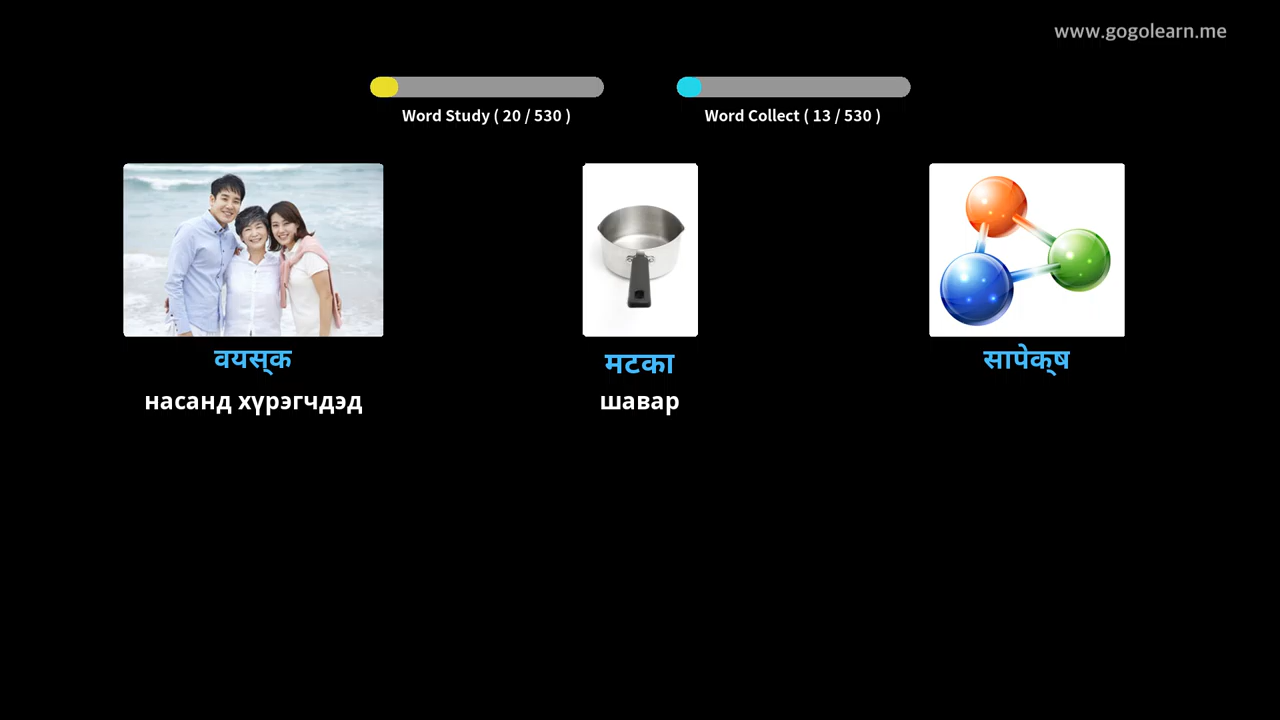 www.gogolearn.me
Word Study ( 20 / 530 )
Word Collect ( 13 / 530 )
वयस्क
मटका
सापेक्ष
насанд хүрэгчдэд
шавар